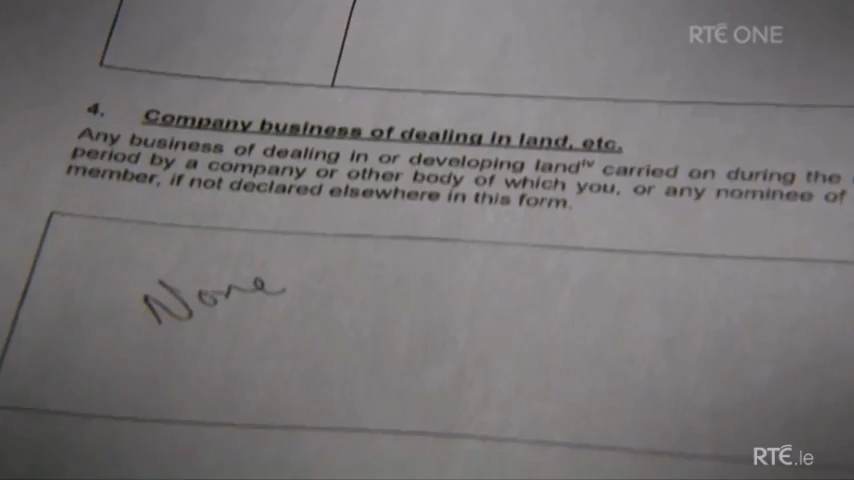 RTÉ ONE
4. Company business of dealing in land, etc.
Any business of dealing in or developing landiv carried on during the
period by a company or other body of which you, or any nominee of
member, if not declared elsewhere in this form.
None
RTÉ.ie